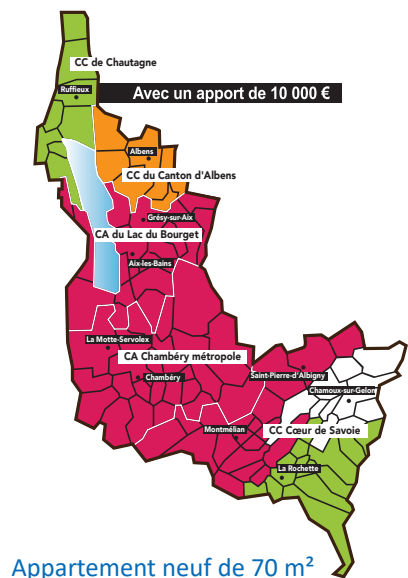 CC de Chautagne
Ruffieux
Avec un apport de 10 000 €
Albens
CC du Canton d'Albens
Grésy-sur-Aix
CA du Lac du Bourget
Aix-les-Bains
La Motte-Servolex
CA Chambéry métropole
Saint-Pierre-d'Albigny
Chambéry
Chamoux-sur-Gelon
Montmélian
CC Cœur de Savoie
La Rochette
Appartement neuf de 70 m²